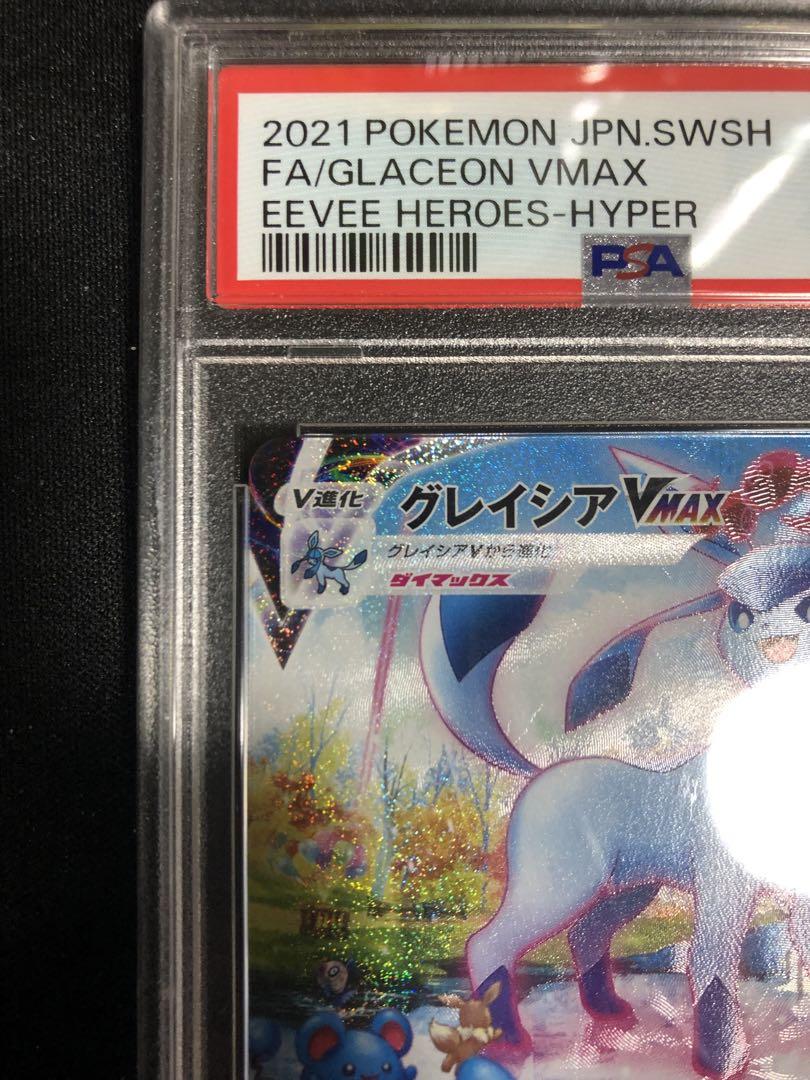 2021 POKEMON JPN.SWSH
FA/GLACEON VMAX
EEVEE HEROES-HYPER
PSA
V進化
グレイシアVMAX
グレイシアVから進化
ダイマックス